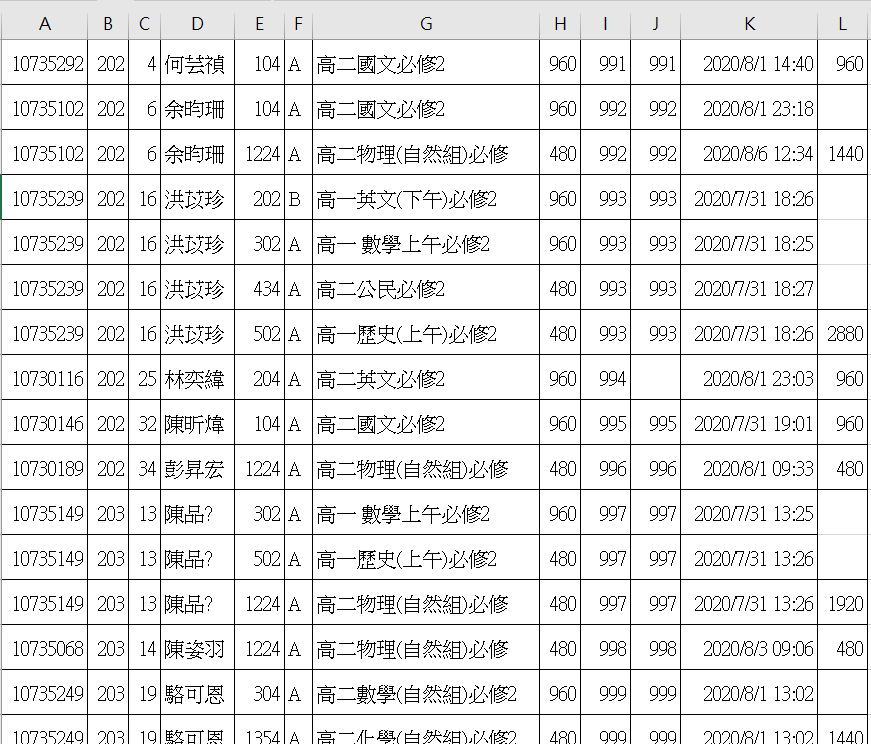 A B C D E F G H I J K L
10735292 202 4 何芸禎 104 A 高二國文必修2 960 991 991 2020/8/1 14:40 960
10735102 202 6 余昀珊 104 A 高二國文必修2 960 992 992 2020/8/1 23:18
10735102 202 6 余昀珊 1224 A 高二物理(自然組)必修 480 992 992 2020/8/6 12:34 1440
10735239 202 16 洪苡珍 202 B 高一英文(下午)必修2 960 993 993 2020/7/31 18:26
10735239 202 16 洪苡珍 302 A 高一 數學上午必修2 960 993 993 2020/7/31 18:25
10735239 202 16 洪苡珍 434 A 高二公民必修2 480 993 993 2020/7/31 18:27
10735239 202 16 洪苡珍 502 A 高一歷史(上午)必修2 480 993 993 2020/7/31 18:26 2880
10730116 202 25 林奕緯 204 A 高二英文必修2 960 994 2020/8/1 23:03 960
10730146 202 32 陳昕煒 104 A 高二國文必修2 960 995 995 2020/7/31 19:01 960
10730189 202 34 彭昇宏 1224 A 高二物理(自然組)必修 480 996 996 2020/8/1 09:33 480
10735149 203 13 陳品? 302 A 高一 數學上午必修2 960 997 997 2020/7/31 13:25
10735149 203 13 陳品? 502 A 高一歷史(上午)必修2 480 997 997 2020/7/31 13:26
10735149 203 13 陳品? 1224 A 高二物理(自然組)必修 480 997 997 2020/7/31 13:26 1920
10735068 203 14 陳姿羽 1224 A 高二物理(自然組)必修 480 998 998 2020/8/3 09:06 480
10735249 203 19 駱可恩 304 A 高二數學(自然組)必修2 960 999 999 2020/8/1 13:02
10735249 203 19 駱可恩 1354 A 高二化學(自然組)必修2 480 999 999 2020/8/1 13:02 1440